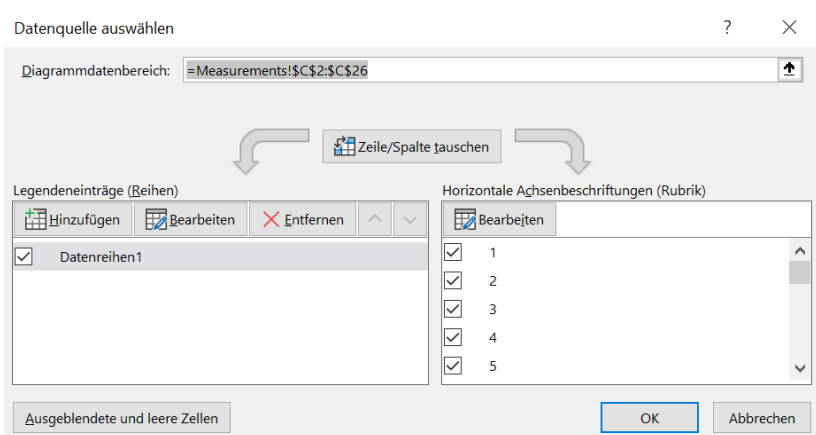 Datenquelle auswählen
?
Diagrammdatenbereich: =Measurements!$C$2:$C$26
Zeile/Spalte tauschen
Legendeneinträge (Reihen)
Hinzufügen Bearbeiten Entfernen
Datenreihen1
Horizontale Achsenbeschriftungen (Rubrik)
Bearbeiten
1
2
3
4
5
Ausgeblendete und leere Zellen
OK Abbrechen